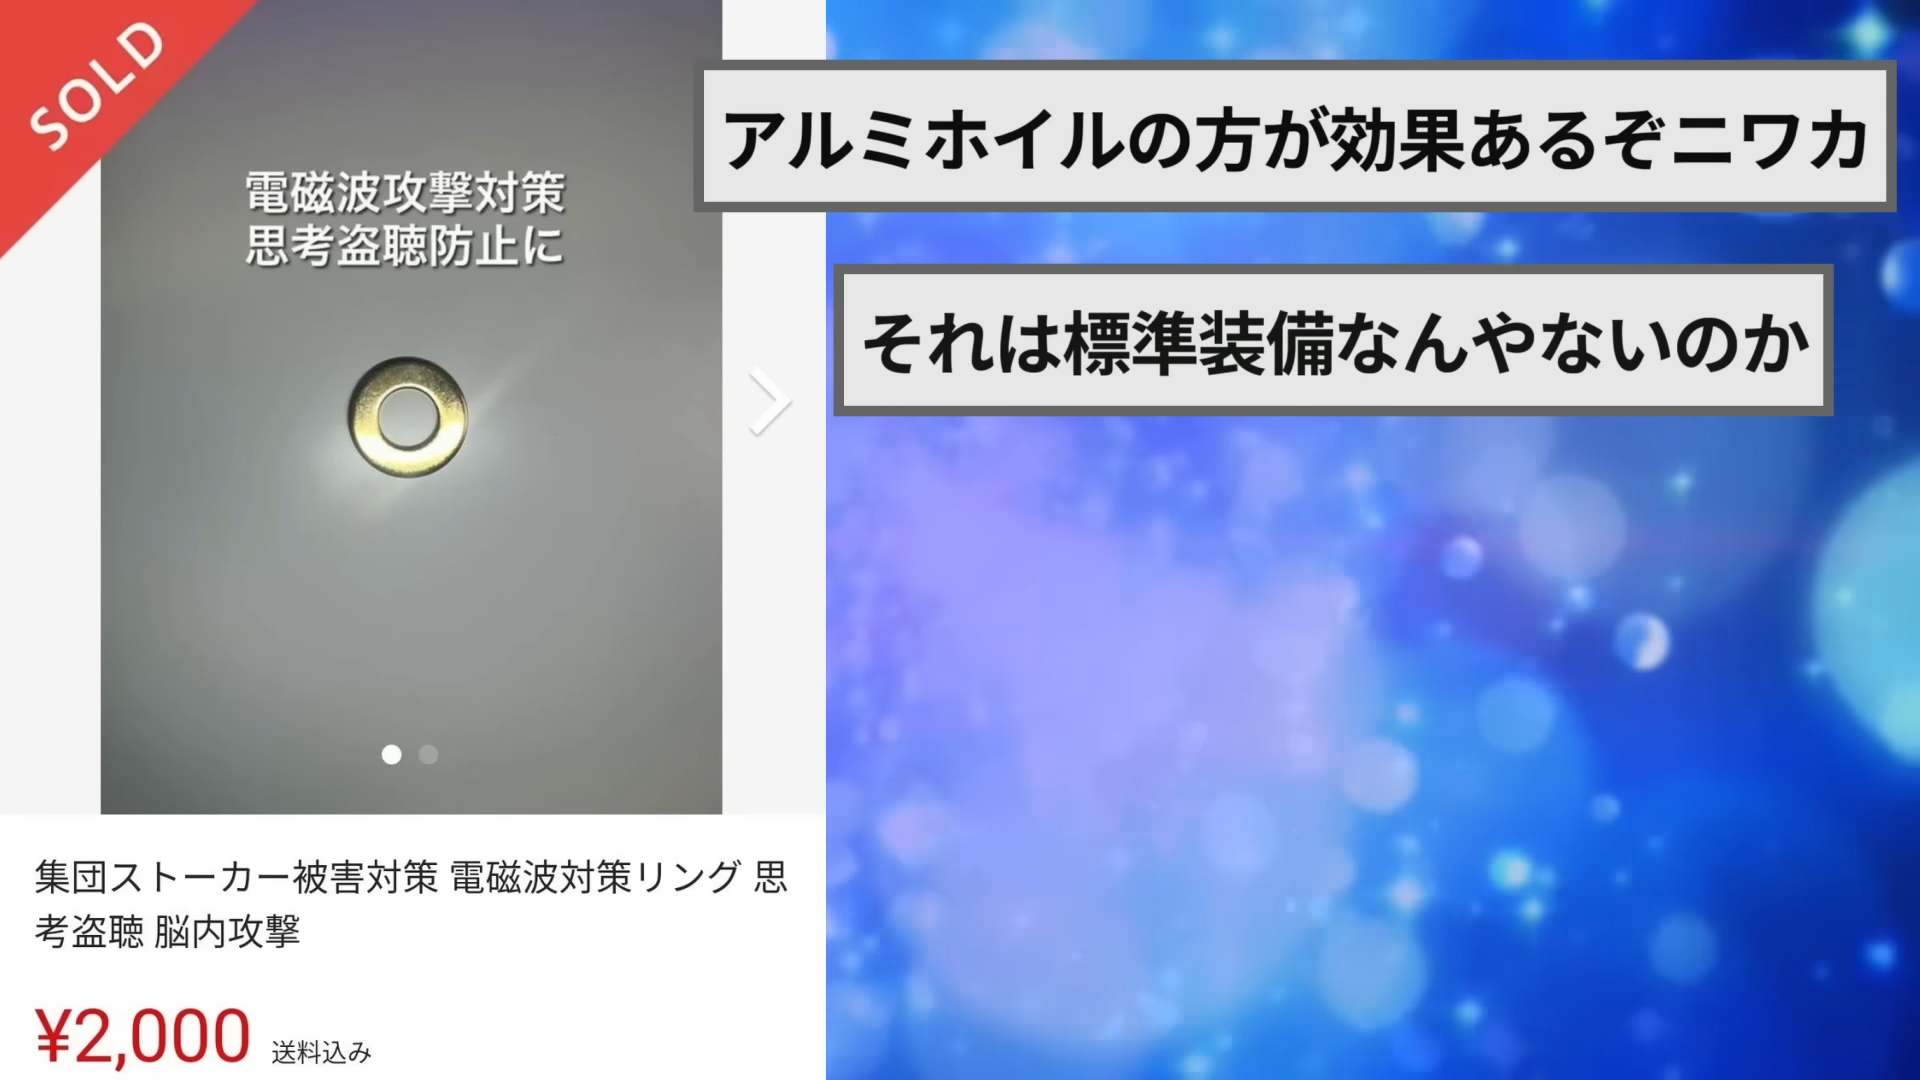 SOLD
電磁波攻撃対策
思考盗聴防止に
アルミホイルの方が効果あるぞニワカ
それは標準装備なんやないのか
集団ストーカー被害対策 電磁波対策リング 思
考盗聴 脳内攻撃
¥2,000 送料込み